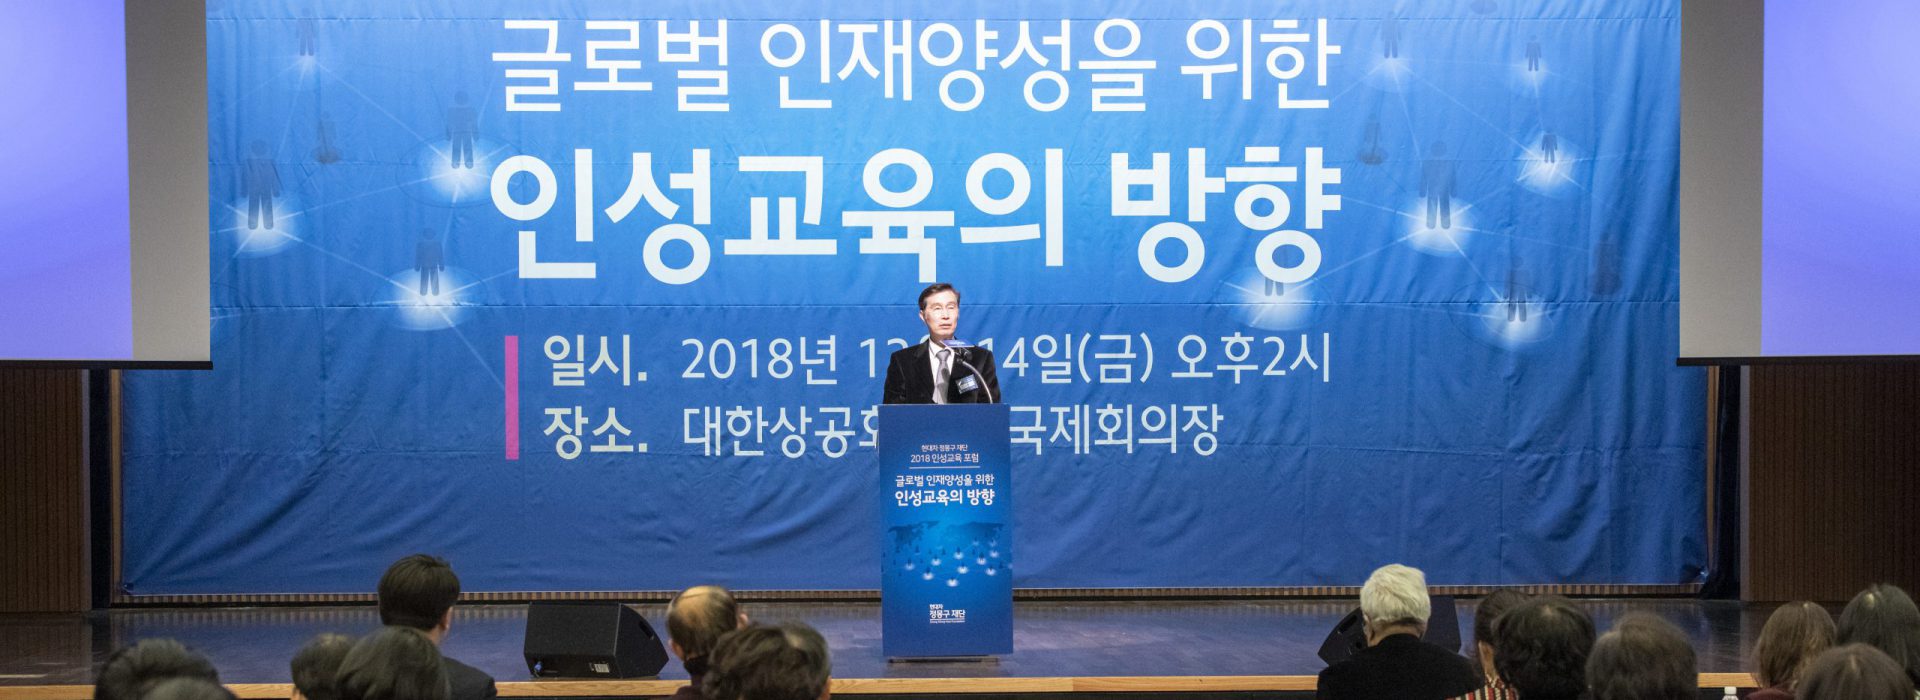 글로벌 인재양성을 위한
인성교육의 방향
일시. 2018년 14일(금) 오후2시
장소. 대한상공회 국제회의장
현대차 정몽구 재단
2018 인성교육 포럼
글로벌 인재양성을 위한
인성교육의 방향
현대차
정몽구 재단